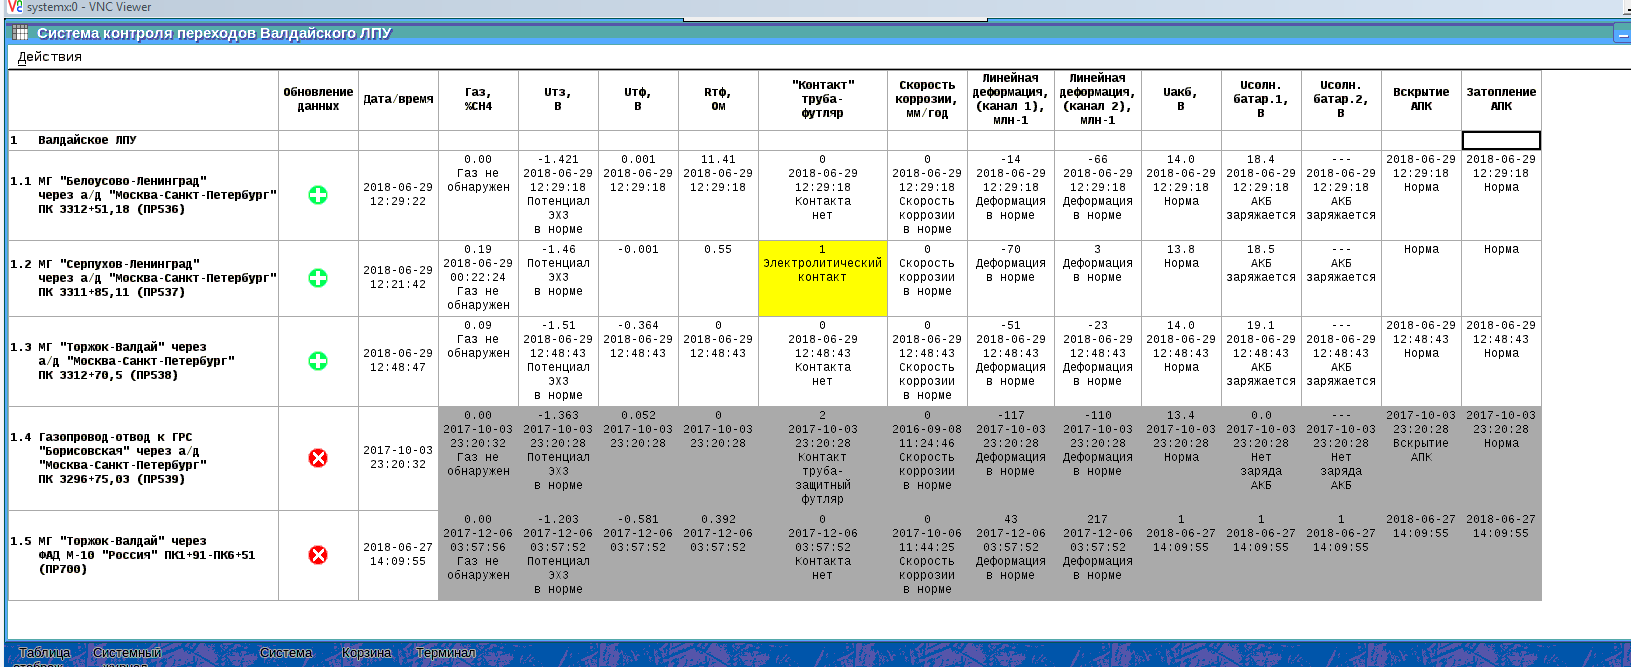 systemx:0 - VNC Viewer
Система контроля переходов Валдайского ЛПУ
Действия
Обновление данных
Дата/время
Газ, %CH4
Uтз, В
Uтф, В
Rтф, Ом
"Контакт" труба-футляр
Скорость коррозии, мм/год
Линейная деформация, (канал 1), млн-1
Линейная деформация, (канал 2), млн-1
Uакб, В
Uсолн. батар.1, В
Uсолн. батар.2, В
Вскрытие АПК
Затопление АПК
1 Валдайское ЛПУ
1.1 МГ "Белоусово-Ленинград" через а/д "Москва-Санкт-Петербург" ПК 3312+51,18 (ПР536)
2018-06-29 12:29:22
0.00 Газ не обнаружен
-1.421 2018-06-29 12:29:18 Потенциал ЭХЗ в норме
0.001 2018-06-29 12:29:18
11.41 2018-06-29 12:29:18
0 2018-06-29 12:29:18 Контакта нет
0 2018-06-29 12:29:18 Скорость коррозии в норме
-14 2018-06-29 12:29:18 Деформация в норме
-66 2018-06-29 12:29:18 Деформация в норме
14.0 2018-06-29 12:29:18 Норма
18.4 2018-06-29 12:29:18 АКБ заряжается
--- 2018-06-29 12:29:18 АКБ заряжается
2018-06-29 12:29:18 Норма
2018-06-29 12:29:18 Норма
1.2 МГ "Серпухов-Ленинград" через а/д "Москва-Санкт-Петербург" ПК 3311+85,11 (ПР537)
2018-06-29 12:21:42
0.19 2018-06-29 00:22:24 Газ не обнаружен
-1.46 Потенциал ЭХЗ в норме
-0.001
0.55
1 Электролитический контакт
0 Скорость коррозии в норме
-70 Деформация в норме
3 Деформация в норме
13.8 Норма
18.5 АКБ заряжается
--- АКБ заряжается
Норма
Норма
1.3 МГ "Торжок-Валдай" через а/д "Москва-Санкт-Петербург" ПК 3312+70,5 (ПР538)
2018-06-29 12:48:47
0.09 Газ не обнаружен
-1.51 2018-06-29 12:48:43 Потенциал ЭХЗ в норме
-0.364 2018-06-29 12:48:43
0 2018-06-29 12:48:43
0 2018-06-29 12:48:43 Контакта нет
0 2018-06-29 12:48:43 Скорость коррозии в норме
-51 2018-06-29 12:48:43 Деформация в норме
-23 2018-06-29 12:48:43 Деформация в норме
14.0 2018-06-29 12:48:43 Норма
19.1 2018-06-29 12:48:43 АКБ заряжается
--- 2018-06-29 12:48:43 АКБ заряжается
2018-06-29 12:48:43 Норма
2018-06-29 12:48:43 Норма
1.4 Газопровод-отвод к ГРС "Борисовская" через а/д "Москва-Санкт-Петербург" ПК 3296+75,03 (ПР539)
2017-10-03 23:20:32
0.00 2017-10-03 23:20:32 Газ не обнаружен
-1.363 2017-10-03 23:20:28 Потенциал ЭХЗ в норме
0.052 2017-10-03 23:20:28
0 2017-10-03 23:20:28
2 2017-10-03 23:20:28 Контакт труба-защитный футляр
0 2016-09-08 11:24:46 Скорость коррозии в норме
-117 2017-10-03 23:20:28 Деформация в норме
-110 2017-10-03 23:20:28 Деформация в норме
13.4 2017-10-03 23:20:28 Норма
0.0 2017-10-03 23:20:28 Нет заряда АКБ
--- 2017-10-03 23:20:28 Нет заряда АКБ
2017-10-03 23:20:28 Вскрытие АПК
2017-10-03 23:20:28 Норма
1.5 МГ "Торжок-Валдай" через ФАД М-10 "Россия" ПК1+91-ПК6+51 (ПР700)
2018-06-27 14:09:55
0.00 2017-12-06 03:57:56 Газ не обнаружен
-1.203 2017-12-06 03:57:52 Потенциал ЭХЗ в норме
-0.581 2017-12-06 03:57:52
0.392 2017-12-06 03:57:52
0 2017-12-06 03:57:52 Контакта нет
0 2017-10-06 11:44:25 Скорость коррозии в норме
43 2017-12-06 03:57:52 Деформация в норме
217 2017-12-06 03:57:52 Деформация в норме
1 2018-06-27 14:09:55
1 2018-06-27 14:09:55
1 2018-06-27 14:09:55
2018-06-27 14:09:55
2018-06-27 14:09:55
Таблица
Системный
Система
Корзина
Терминал